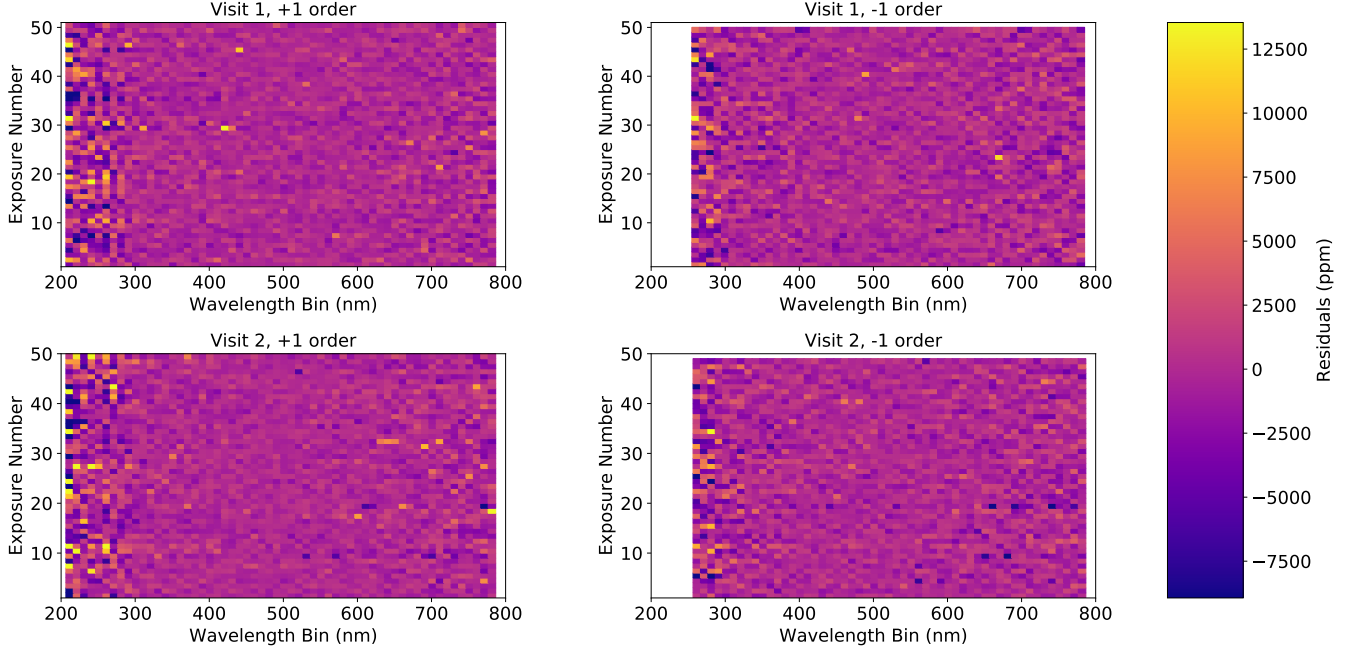 Visit 1, +1 order
50
40
30
20
10
Exposure Number
200 300 400 500 600 700 800
Wavelength Bin (nm)
Visit 1, -1 order
50
40
30
20
10
Exposure Number
200 300 400 500 600 700 800
Wavelength Bin (nm)
Visit 2, +1 order
50
40
30
20
10
Exposure Number
200 300 400 500 600 700 800
Wavelength Bin (nm)
Visit 2, -1 order
50
40
30
20
10
Exposure Number
200 300 400 500 600 700 800
Wavelength Bin (nm)
12500
10000
7500
5000
2500
0
−2500
−5000
−7500
Residuals (ppm)